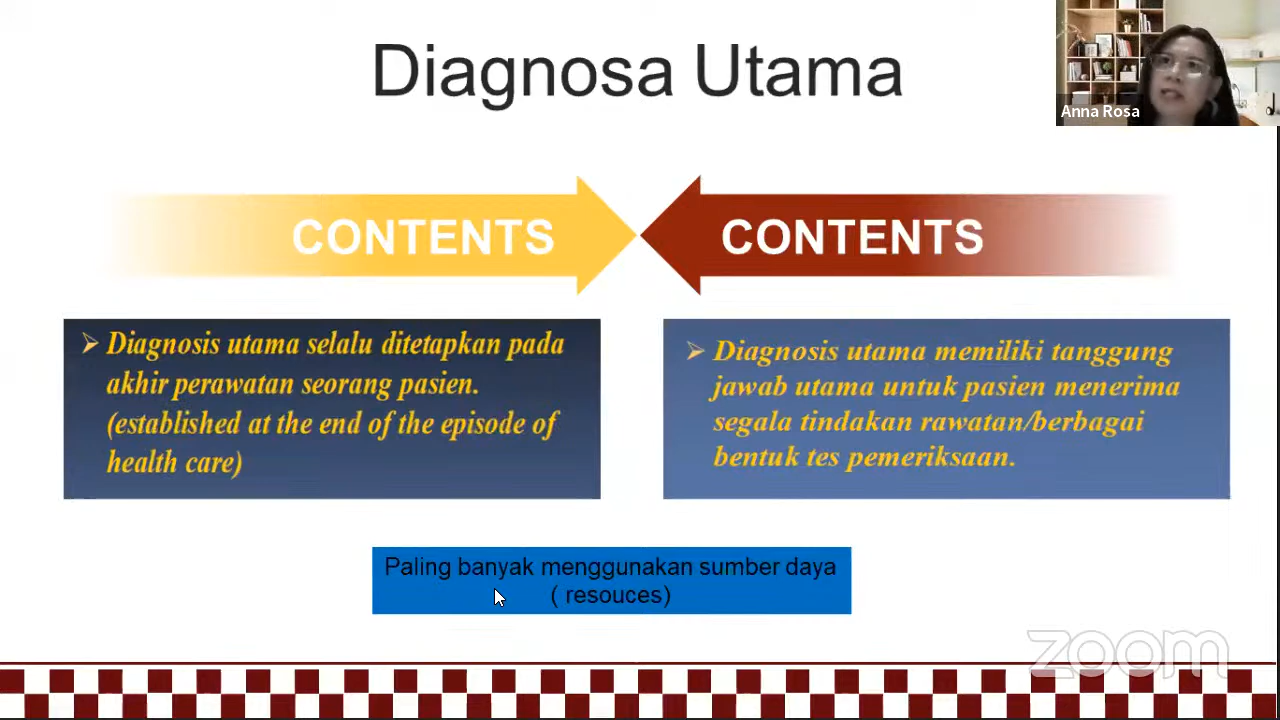 Diagnosa Utama
Anna Rosa
CONTENTS
CONTENTS
Diagnosis utama selalu ditetapkan pada
akhir perawatan seorang pasien.
(established at the end of the episode of
health care)
Diagnosis utama memiliki tanggung
jawab utama untuk pasien menerima
segala tindakan rawatan/berbagai
bentuk tes pemeriksaan.
Paling banyak menggunakan sumber daya
( resouces)
zoom